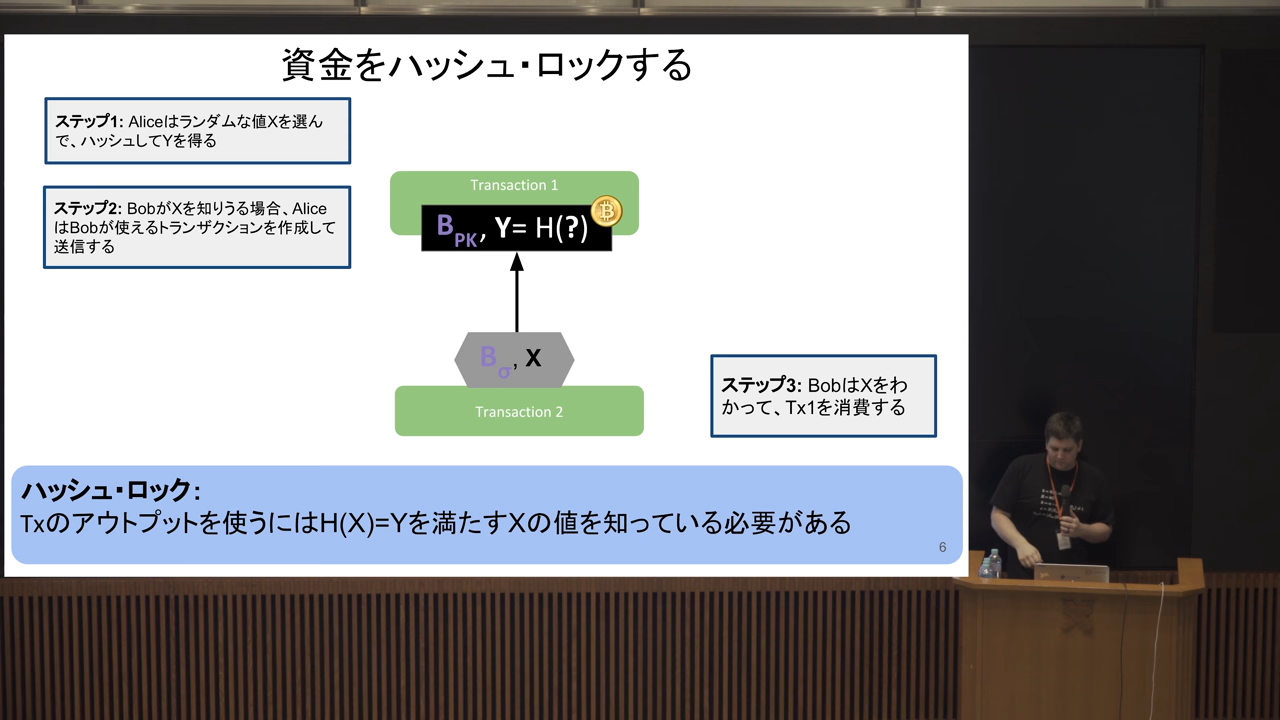 資金をハッシュ・ロックする
ステップ1: Aliceはランダムな値Xを選ん
で、ハッシュしてYを得る
ステップ2: BobがXを知りうる場合、Alice
はBobが使えるトランザクションを作成して
送信する
Transaction 1
B
BPK, Y= H(?)
Bσ, X
Transaction 2
ステップ3: BobはXをわ
かって、Tx1を消費する
ハッシュ・ロック:
Txのアウトプットを使うにはH(X)=Yを満たすXの値を知っている必要がある
6